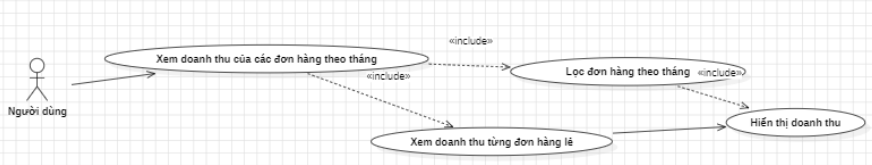 «include»
Xem doanh thu của các đơn hàng theo tháng
«include»
Lọc đơn hàng theo tháng
«include»
Người dùng
Hiển thị doanh thu
Xem doanh thu từng đơn hàng lẻ